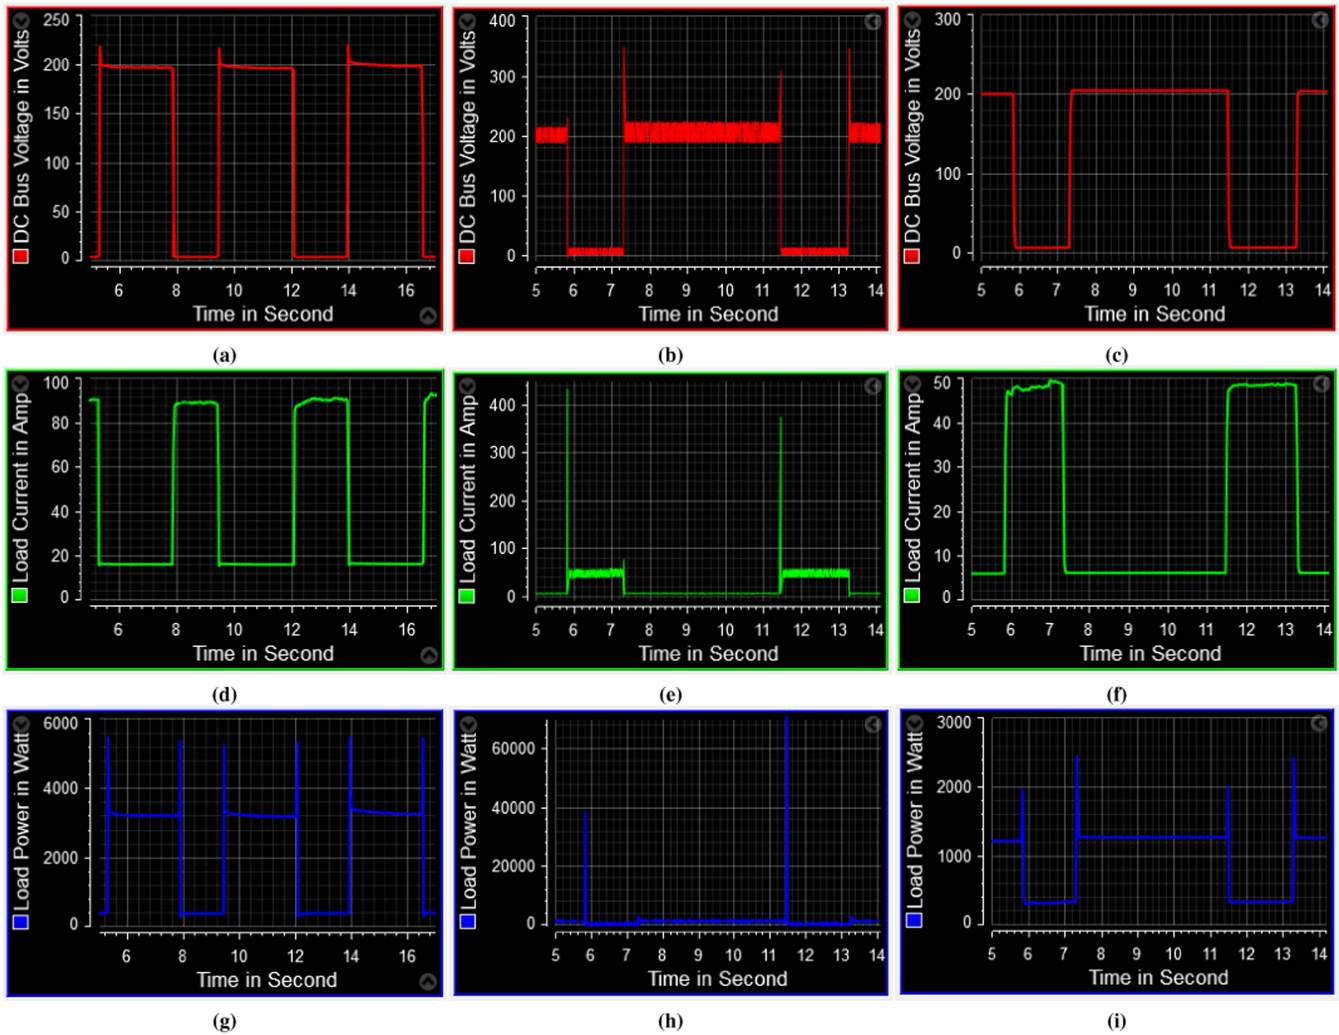 DC Bus Voltage in Volts
250
200
150
100
50
0
6 8 10 12 14 16
Time in Second
(a)
DC Bus Voltage in Volts
400
300
200
100
0
5 6 7 8 9 10 11 12 13 14
Time in Second
(b)
DC Bus Voltage in Volts
300
200
100
0
5 6 7 8 9 10 11 12 13 14
Time in Second
(c)
Load Current in Amp
100
80
60
40
20
0
6 8 10 12 14 16
Time in Second
(d)
Load Current in Amp
400
300
200
100
0
5 6 7 8 9 10 11 12 13 14
Time in Second
(e)
Load Current in Amp
50
40
30
20
10
0
5 6 7 8 9 10 11 12 13 14
Time in Second
(f)
Load Power in Watt
6000
4000
2000
0
6 8 10 12 14 16
Time in Second
(g)
Load Power in Watt
60000
40000
20000
0
5 6 7 8 9 10 11 12 13 14
Time in Second
(h)
Load Power in Watt
3000
2000
1000
0
5 6 7 8 9 10 11 12 13 14
Time in Second
(i)